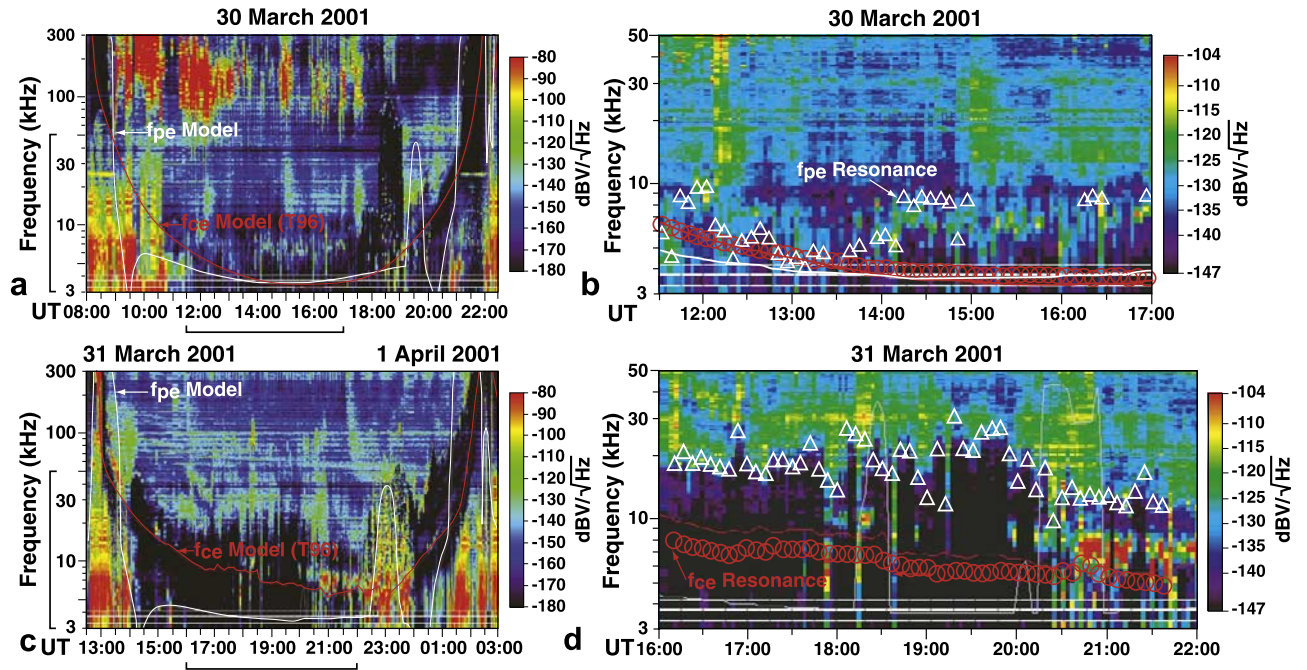 30 March 2001
300
100
30
10
3
Frequency (kHz)
fpe Model
fce Model (T96)
a
UT 08:00 10:00 12:00 14:00 16:00 18:00 20:00 22:00
-80
-90
-100
-110
-120
-130
-140
-150
-160
-170
-180
dBV/√Hz
30 March 2001
50
30
10
3
Frequency (kHz)
fpe Resonance
b
UT 12:00 13:00 14:00 15:00 16:00 17:00
-104
-110
-115
-120
-125
-130
-135
-140
-147
dBV/√Hz
31 March 2001 1 April 2001
300
100
30
10
3
Frequency (kHz)
fpe Model
fce Model (T96)
c
UT 13:00 15:00 17:00 19:00 21:00 23:00 01:00 03:00
-80
-90
-100
-110
-120
-130
-140
-150
-160
-170
-180
dBV/√Hz
31 March 2001
50
30
10
3
Frequency (kHz)
fce Resonance
d
UT 16:00 17:00 18:00 19:00 20:00 21:00 22:00
-104
-110
-115
-120
-125
-130
-135
-140
-147
dBV/√Hz